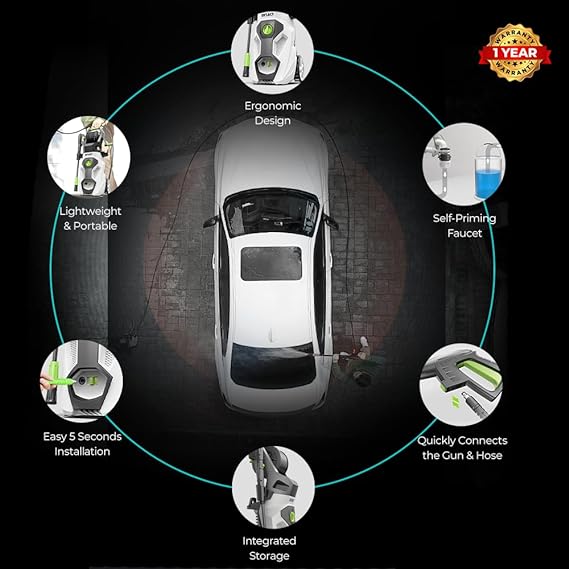 WARRANTY
1 YEAR
WARRANTY
Ergonomic
Design
Lightweight
& Portable
Self-Priming
Faucet
Easy 5 Seconds
Installation
Quickly Connects
the Gun & Hose
Integrated
Storage